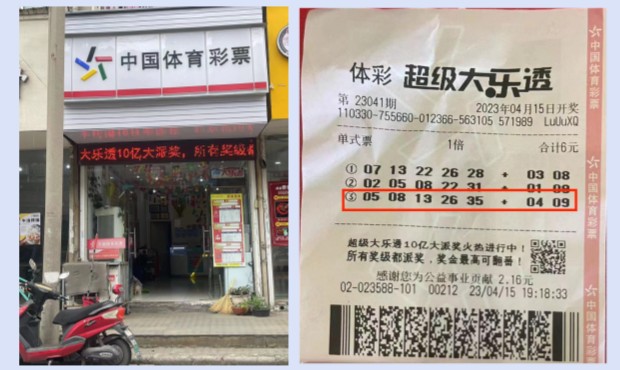 中国体育彩票
大乐透10亿大派奖，所有奖级都
体彩 超级大乐透
第 23041期 2023年04月15日开奖
110330-755660-012366-563105 571989 LuUuXQ
单式票 1倍 合计6元
① 07 13 22 26 28 + 03 08
② 02 05 08 22 31 +
③ 05 08 13 26 35 + 04 09
超级大乐透10亿大派奖火热进行中！
所有奖级都派奖，奖金最高可翻番！
感谢您为公益事业贡献 2.16元
02-023588-101 00212 23/04/15 19:18:33
中国体育彩票
中国体育彩票